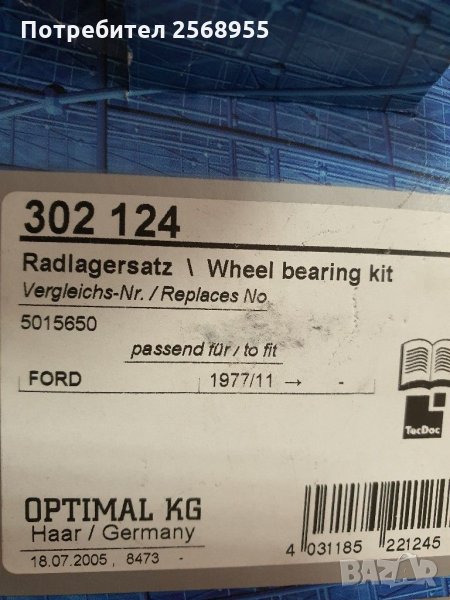 Потребител 2568955
302 124
Radlagersatz \ Wheel bearing kit
Vergleichs-Nr. / Replaces No
5015650
passend für / to fit
FORD 1977/11 → -
TecDoc
OPTIMAL KG
Haar / Germany
18.07.2005 , 8473 -
4 031185 221245
BAZAR